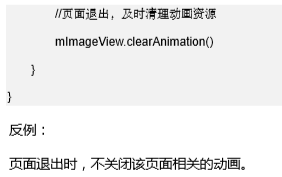 //页面退出，及时清理动画资源
mImageView.clearAnimation()
}
}
反例：
页面退出时，不关闭该页面相关的动画。